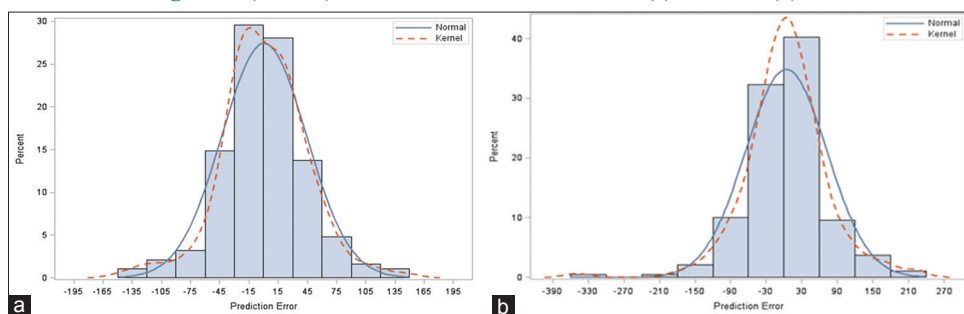 30
25
20
15
10
5
0
Percent
Normal
Kernel
-195 -165 -135 -105 -75 -45 -15 15 45 75 105 135 165 195
Prediction Error
a
40
30
20
10
0
Percent
Normal
Kernel
-390 -330 -270 -210 -150 -90 -30 30 90 150 210 270
Prediction Error
b